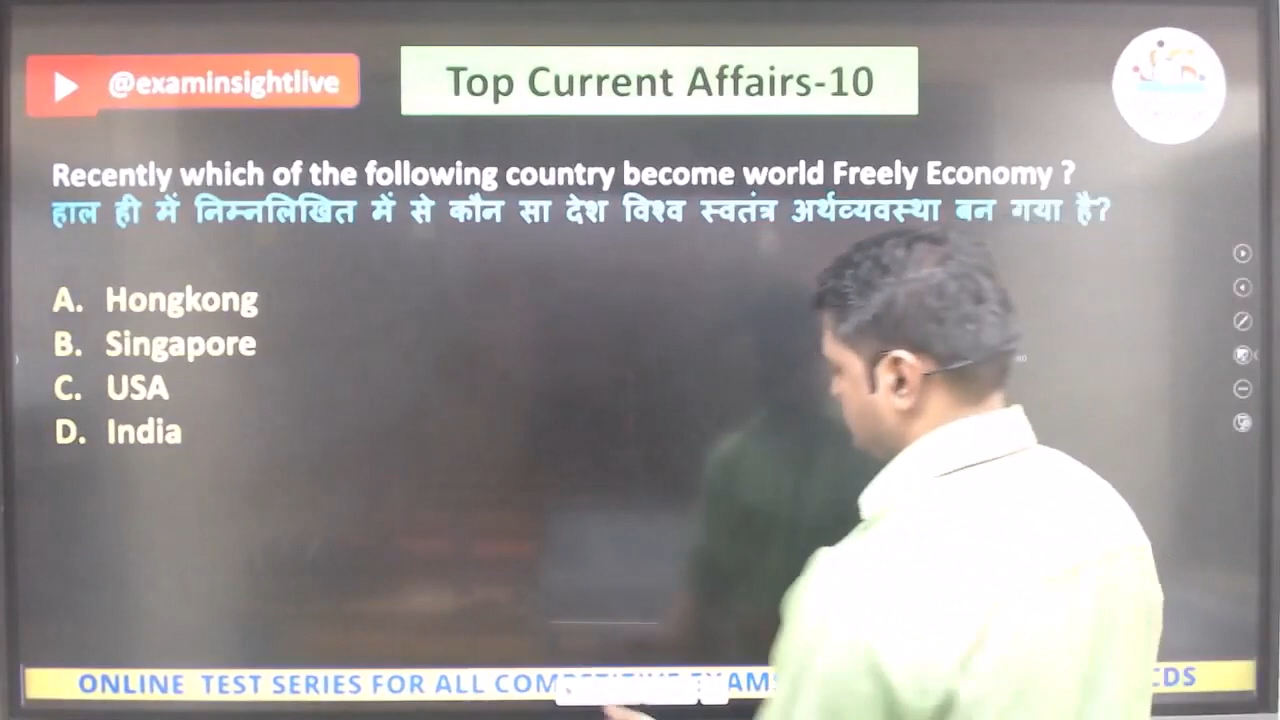 @examinsightlive
Top Current Affairs-10
Recently which of the following country become world Freely Economy ?
हाल ही में निम्नलिखित में से कौन सा देश विश्व स्वतंत्र अर्थव्यवस्था बन गया है?
A. Hongkong
B. Singapore
C. USA
D. India
ONLINE TEST SERIES FOR ALL CDS